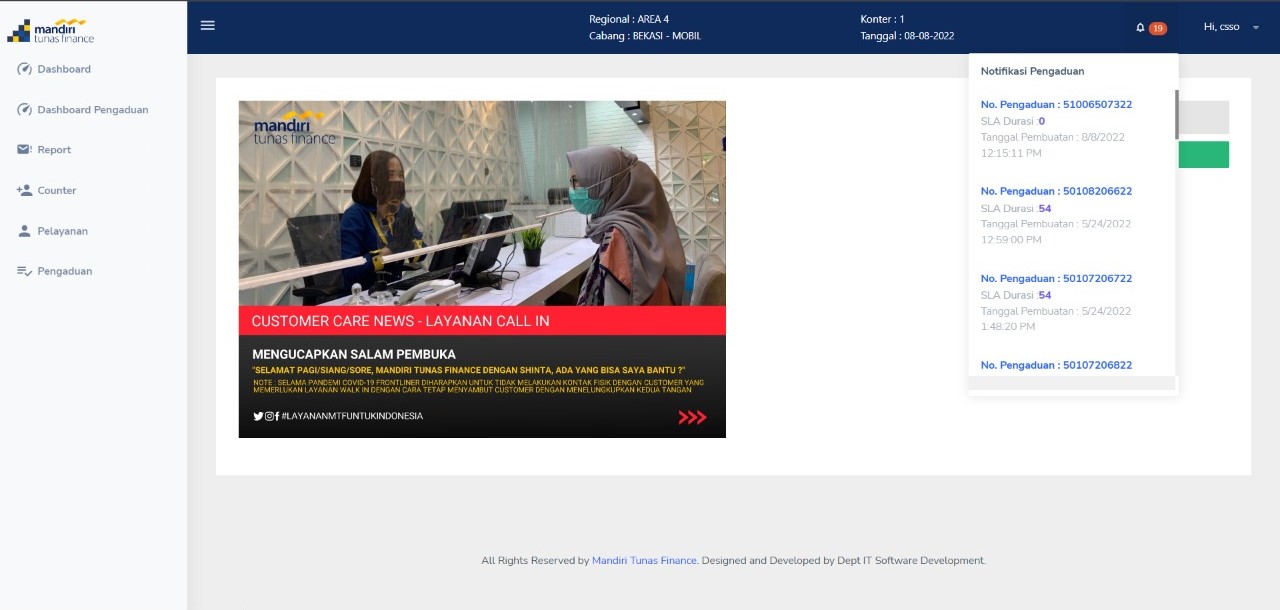 mandiri
tunas finance
Dashboard
Dashboard Pengaduan
Report
Counter
Pelayanan
Pengaduan
Regional : AREA 4
Cabang : BEKASI - MOBIL
Konter : 1
Tanggal : 08-08-2022
19
Hi, csso
Notifikasi Pengaduan
No. Pengaduan : 51006507322
SLA Durasi :0
Tanggal Pembuatan : 8/8/2022
12:15:11 PM
No. Pengaduan : 50108206622
SLA Durasi :54
Tanggal Pembuatan : 5/24/2022
12:59:00 PM
No. Pengaduan : 50107206722
SLA Durasi :54
Tanggal Pembuatan : 5/24/2022
1:48:20 PM
No. Pengaduan : 50107206822
mandiri
tunas finance
CUSTOMER CARE NEWS - LAYANAN CALL IN
MENGUCAPKAN SALAM PEMBUKA
"SELAMAT PAGI/SIANG/SORE, MANDIRI TUNAS FINANCE DENGAN SHINTA, ADA YANG BISA SAYA BANTU ?"
NOTE : SELAMA PANDEMI COVID-19 FRONTLINER DIHARAPKAN UNTUK TIDAK MELAKUKAN KONTAK FISIK DENGAN CUSTOMER YANG
MEMERLUKAN LAYANAN WALK IN DENGAN CARA TETAP MENYAMBUT CUSTOMER DENGAN MENELUNGKUPKAN KEDUA TANGAN
#LAYANANMTFUNTUKINDONESIA
All Rights Reserved by Mandiri Tunas Finance. Designed and Developed by Dept IT Software Development.